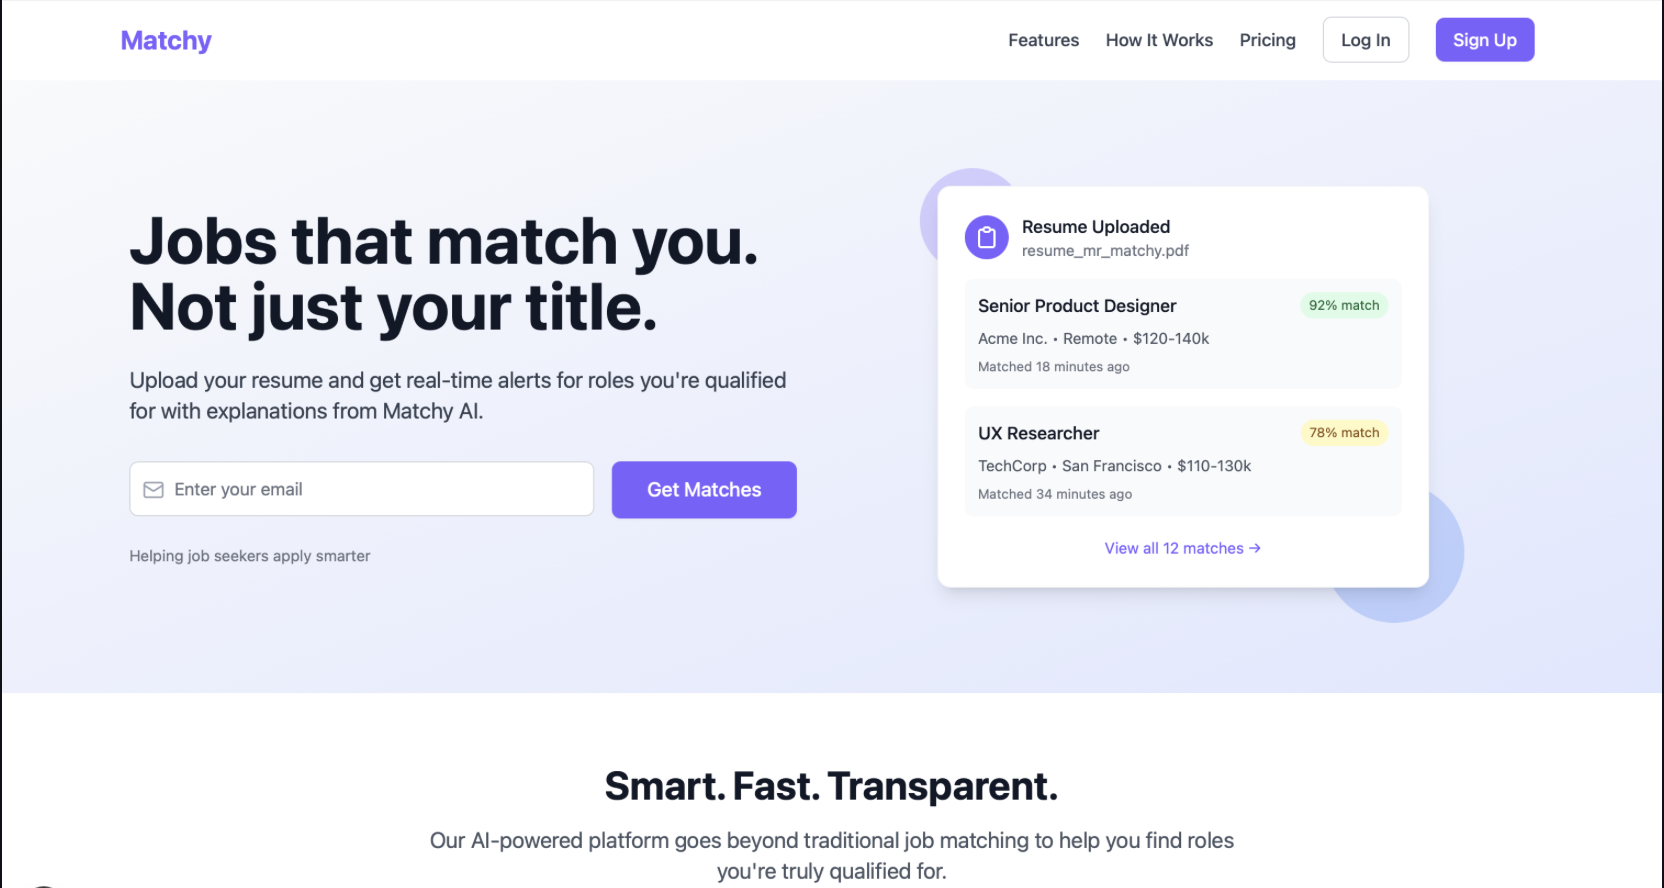 Matchy
Features
How It Works
Pricing
Log In
Sign Up
Jobs that match you.
Not just your title.
Upload your resume and get real-time alerts for roles you're qualified
for with explanations from Matchy AI.
Enter your email
Get Matches
Helping job seekers apply smarter
Resume Uploaded
resume_mr_matchy.pdf
Senior Product Designer
92% match
Acme Inc. • Remote • $120-140k
Matched 18 minutes ago
UX Researcher
78% match
TechCorp • San Francisco • $110-130k
Matched 34 minutes ago
View all 12 matches →
Smart. Fast. Transparent.
Our AI-powered platform goes beyond traditional job matching to help you find roles
you're truly qualified for.